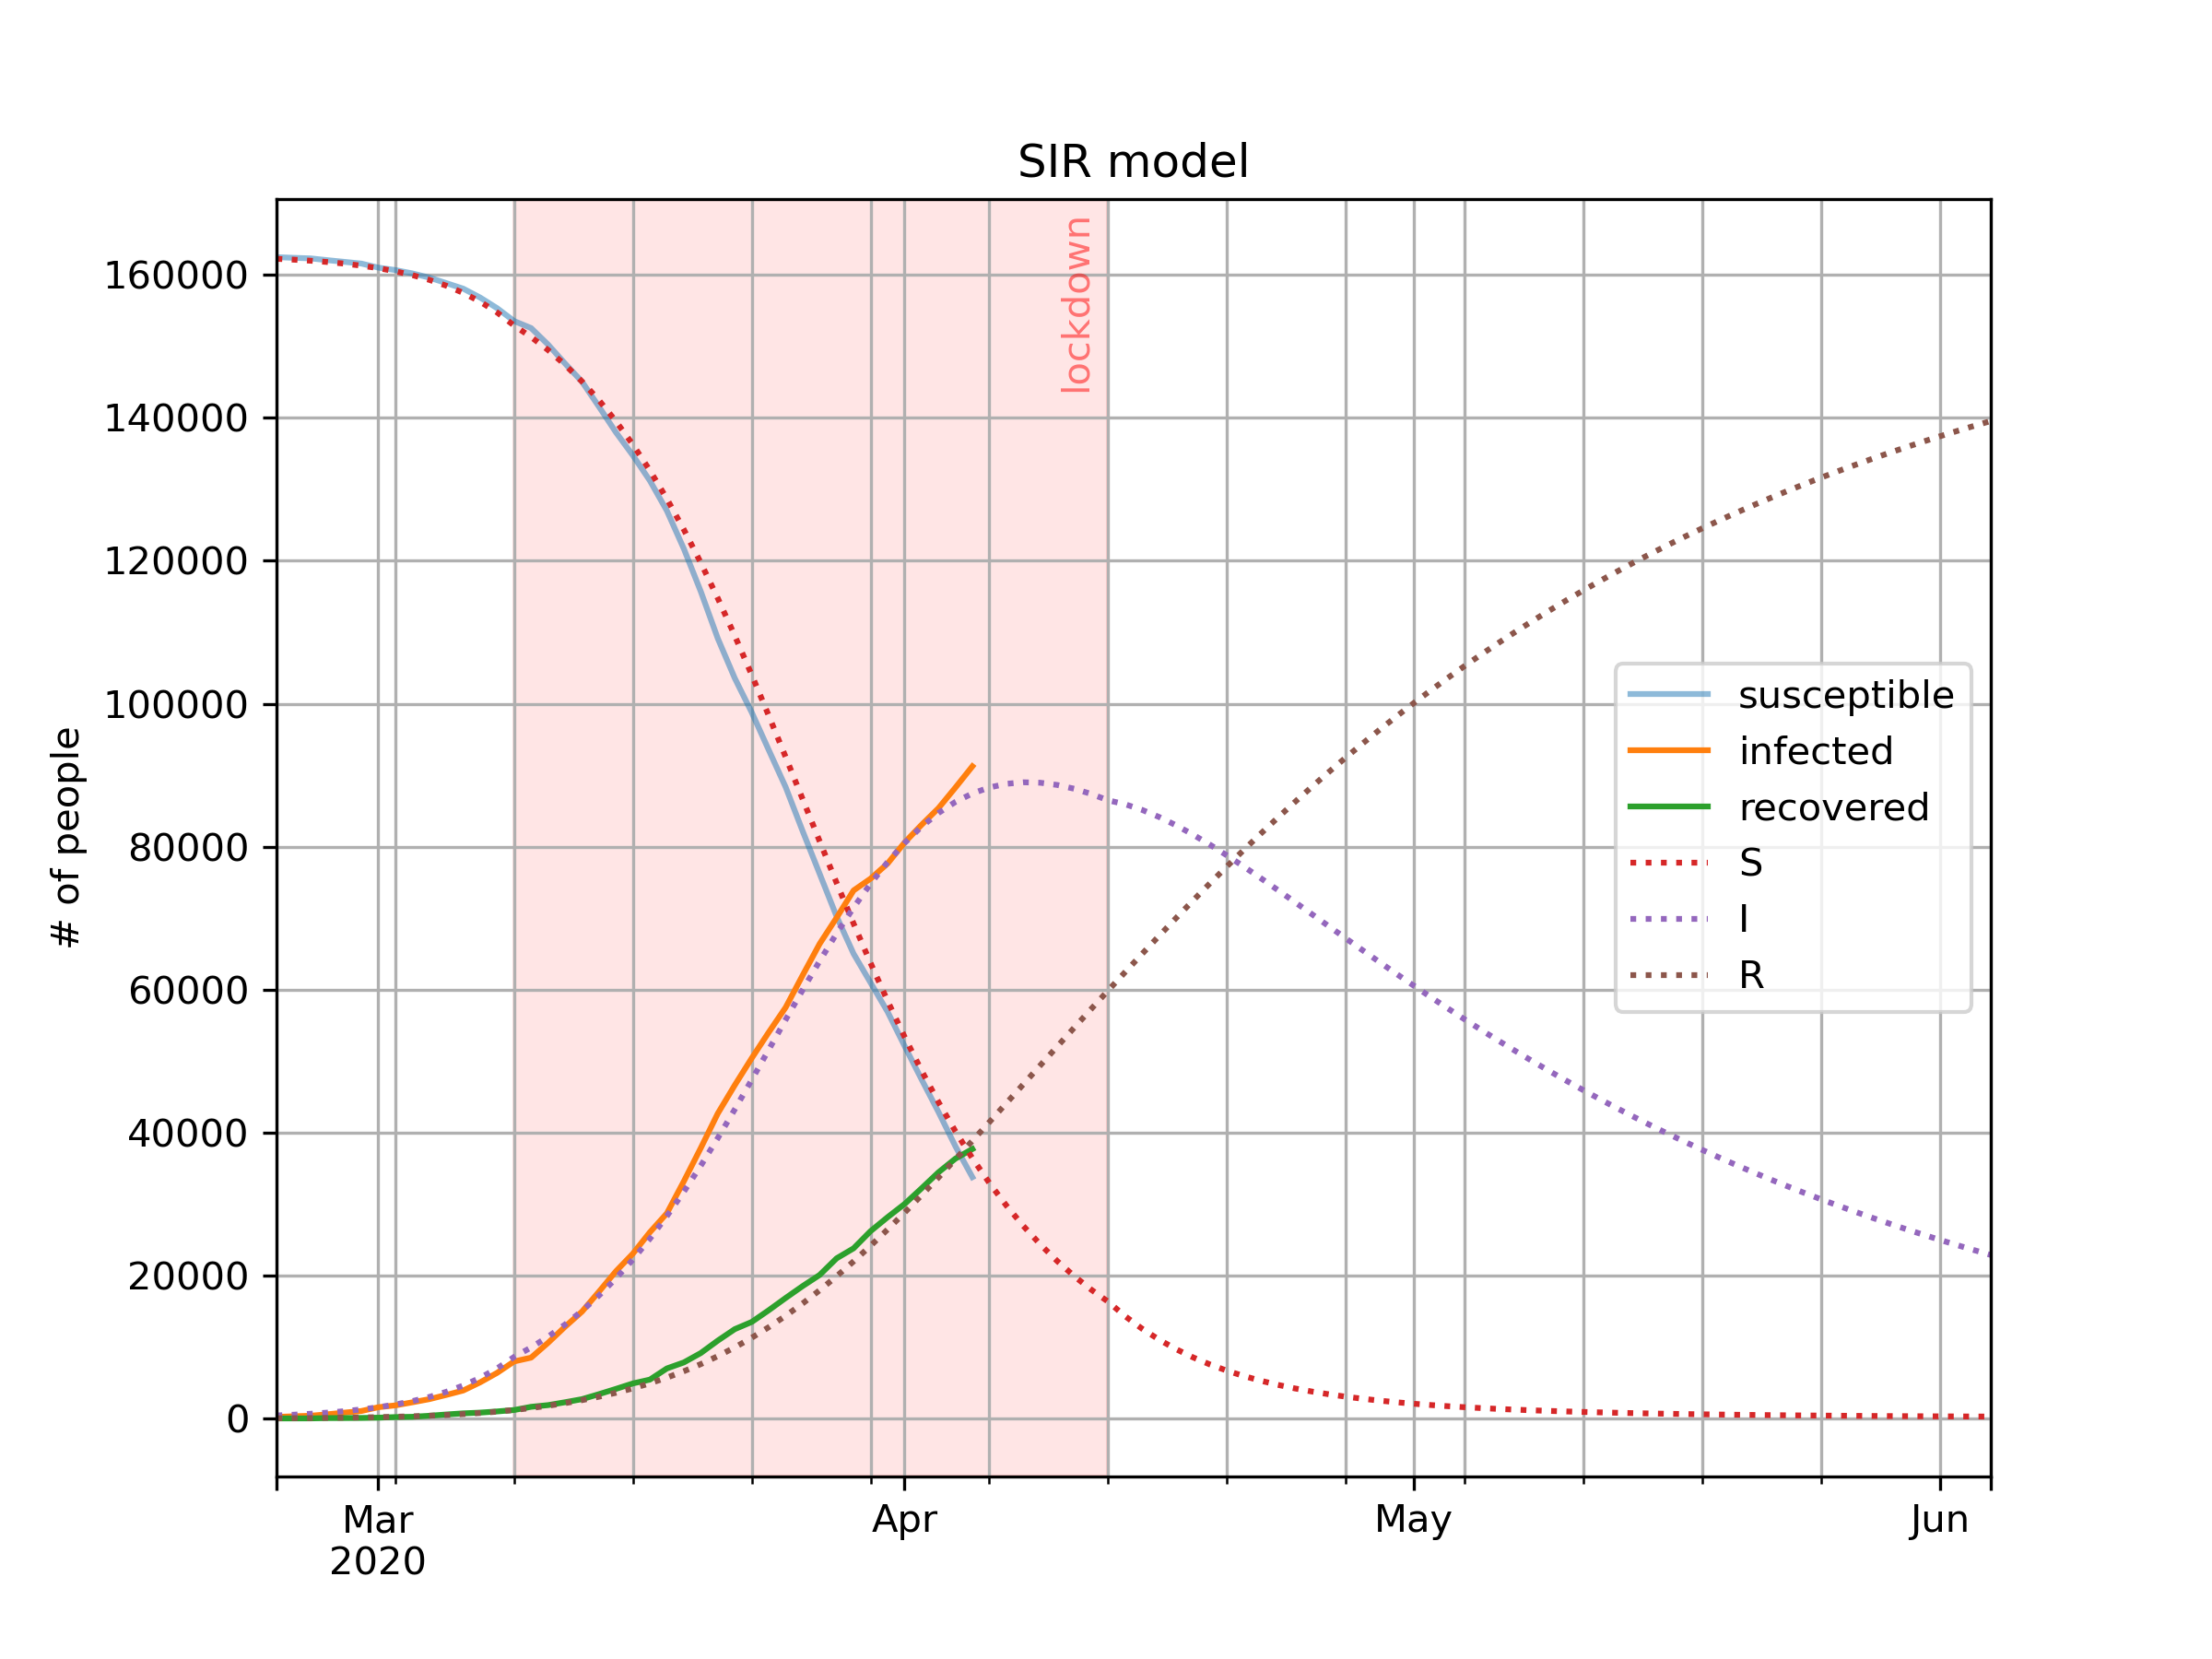 SIR model
lockdown
# of people
160000
140000
120000
100000
80000
60000
40000
20000
0
susceptible
infected
recovered
S
I
R
Mar
2020
Apr
May
Jun